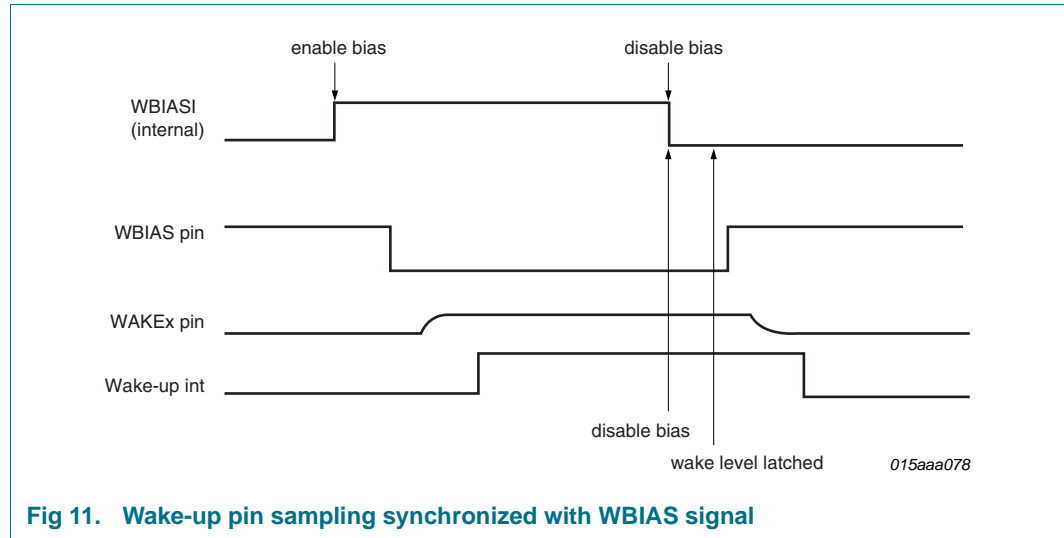 enable bias
disable bias
WBIASI
(internal)
WBIAS pin
WAKEx pin
Wake-up int
disable bias
wake level latched
015aaa078
Fig 11. Wake-up pin sampling synchronized with WBIAS signal